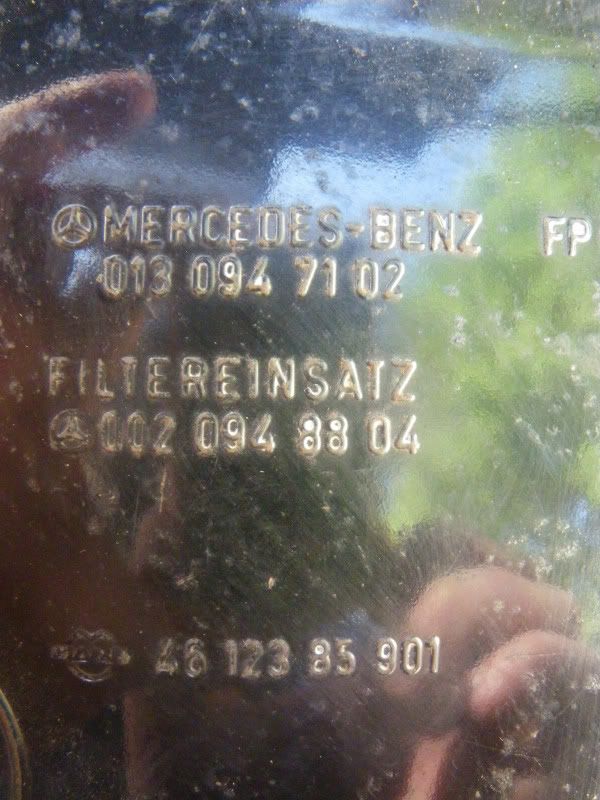 MERCEDES-BENZ FP
013 094 71 02
FILTEREINSATZ
002 094 88 04
46 123 85 901